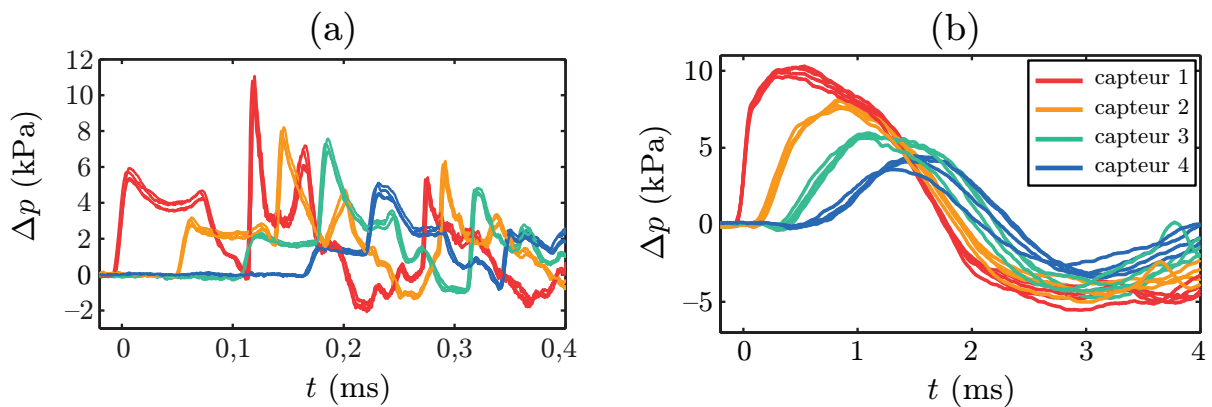 (a)
Δp (kPa)
12
10
8
6
4
2
0
−2
0 0,1 0,2 0,3 0,4
t (ms)
(b)
Δp (kPa)
10
5
0
−5
0 1 2 3 4
t (ms)
capteur 1
capteur 2
capteur 3
capteur 4